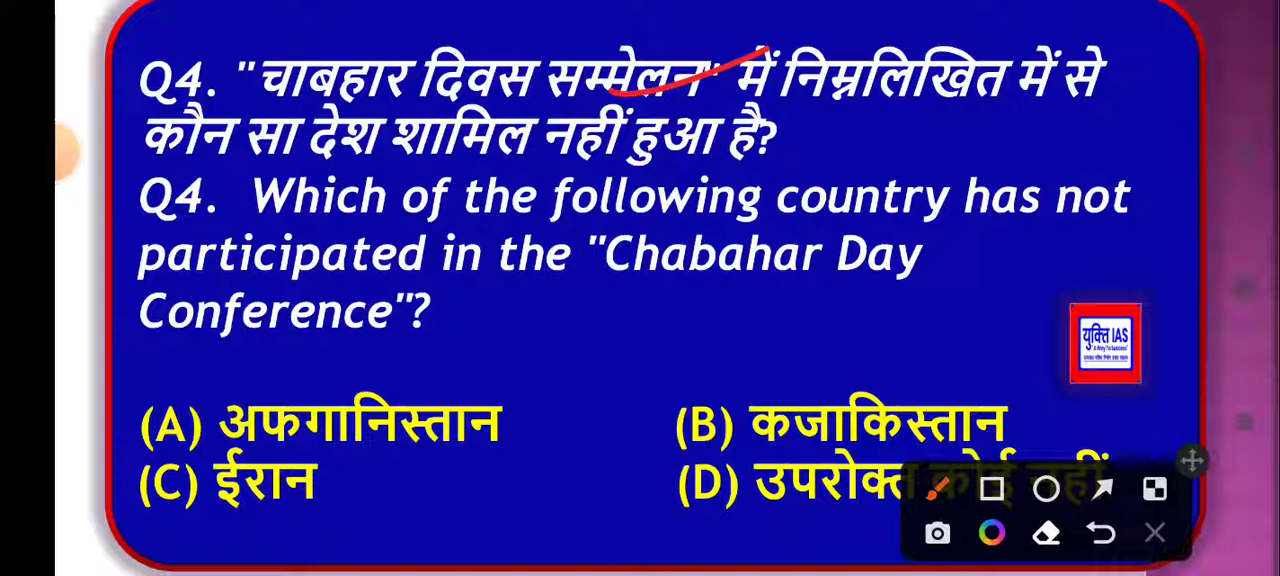 Q4. "चाबहार दिवस सम्मेलन" में निम्नलिखित में से
कौन सा देश शामिल नहीं हुआ है?
Q4. Which of the following country has not
participated in the "Chabahar Day
Conference"?
युक्ति IAS
(A) अफगानिस्तान (B) कजाकिस्तान
(C) ईरान (D) उपरोक्त कोई नहीं